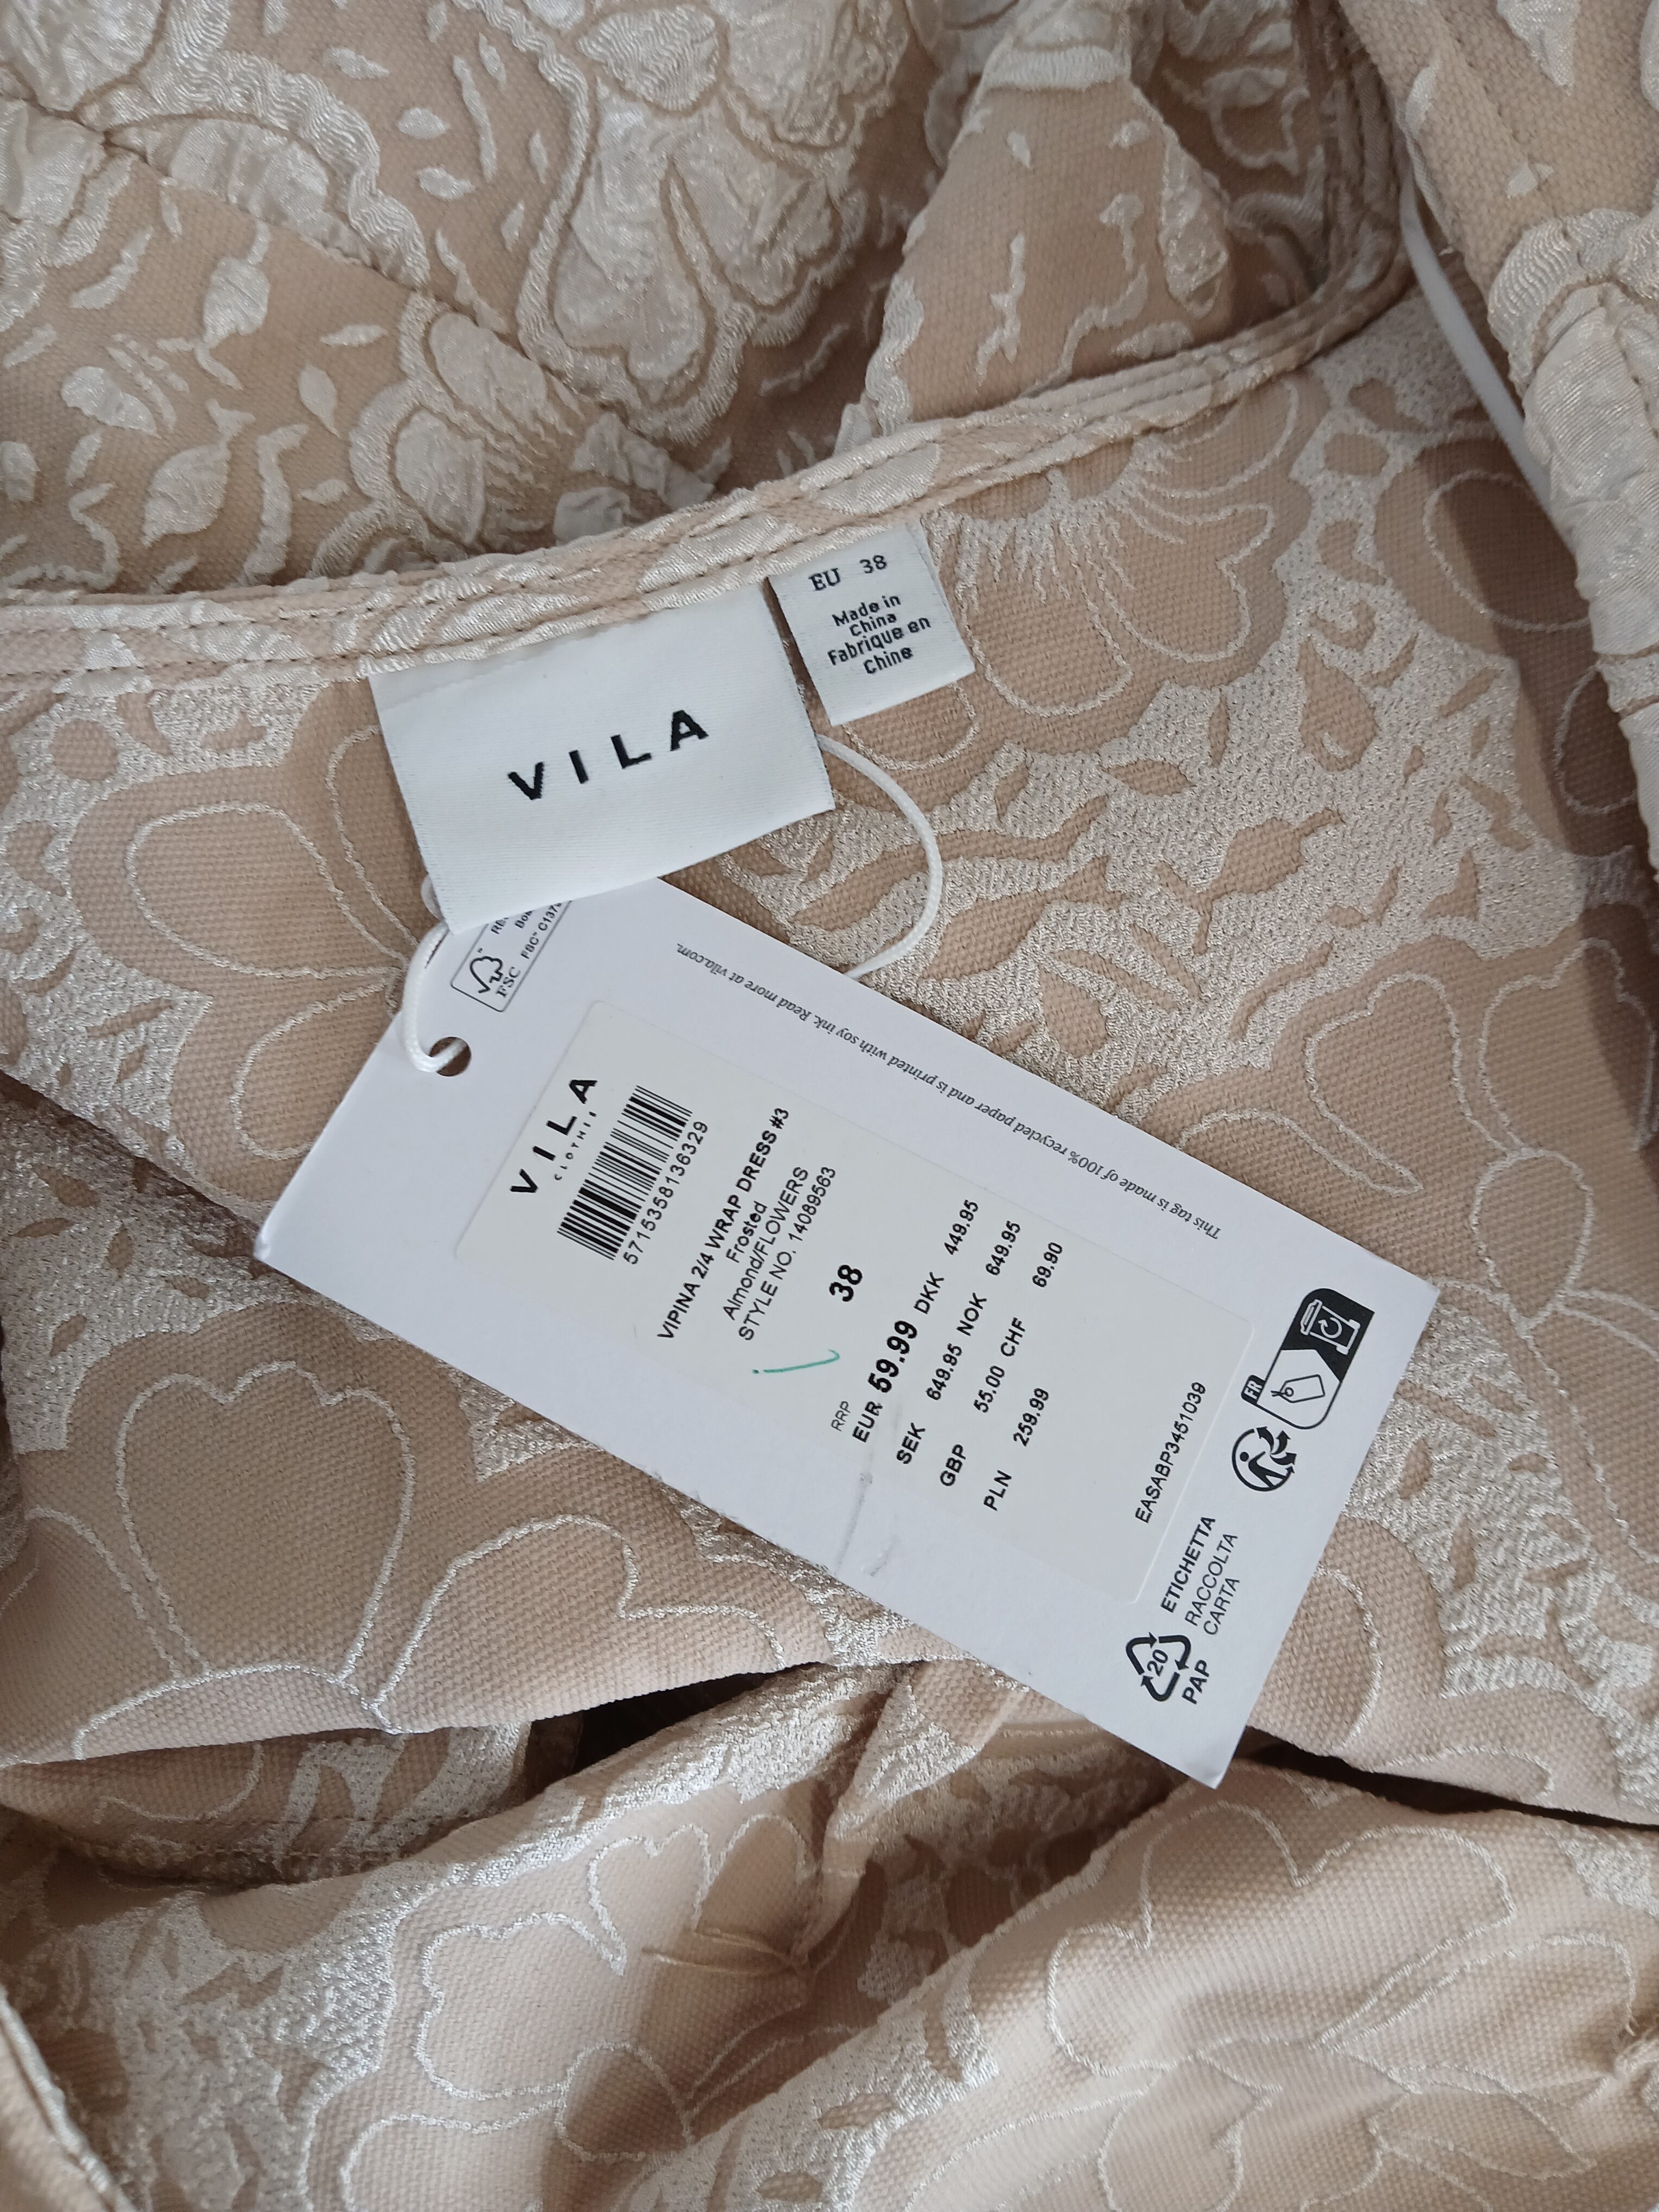 EU 38
Made in
China
Fabrique en
Chine
VILA
FSC
FSC®
This tag is made of 100% recycled paper and is printed with soy ink. Read more at vila.com.
VILA
5715358136329
VIPINA 2/4 WRAP DRESS #3
Frosted
Almond/FLOWERS
STYLE NO. 14089563
38
RRP
EUR 59.99 DKK 449.95
SEK 649.95 NOK 649.95
GBP 55.00 CHF 69.90
PLN 259.99
EASABP3451039
FR
ETICHETTA
RACCOLTA
CARTA
20
PAP